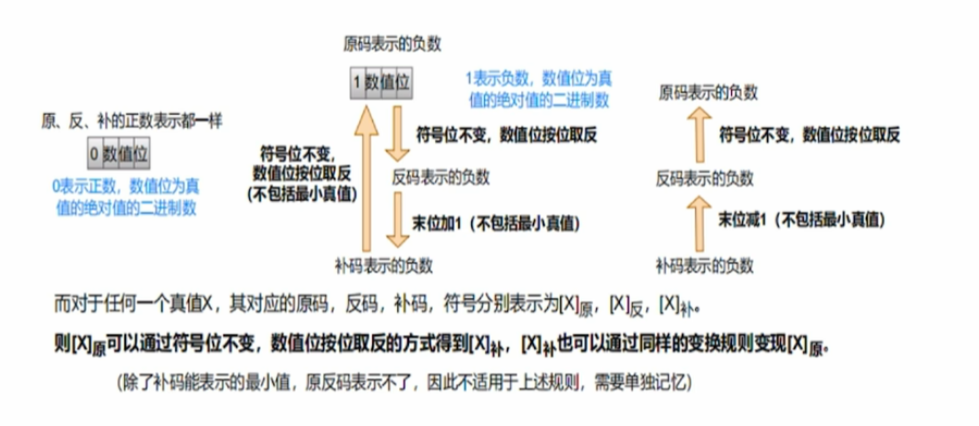 原码表示的负数
1 数值位
1表示负数，数值位为真
值的绝对值的二进制数
原、反、补的正数表示都一样
0 数值位
0表示正数，数值位为真
值的绝对值的二进制数
符号位不变，
数值位按位取反
（不包括最小真值）
符号位不变，数值位按位取反
反码表示的负数
末位加1（不包括最小真值）
补码表示的负数
原码表示的负数
符号位不变，数值位按位取反
反码表示的负数
末位减1（不包括最小真值）
补码表示的负数
而对于任何一个真值X，其对应的原码，反码，补码，符号分别表示为[X]原，[X]反，[X]补。
则[X]原可以通过符号位不变，数值位按位取反的方式得到[X]补，[X]补也可以通过同样的变换规则变现[X]原。
（除了补码能表示的最小值，原反码表示不了，因此不适用于上述规则，需要单独记忆）